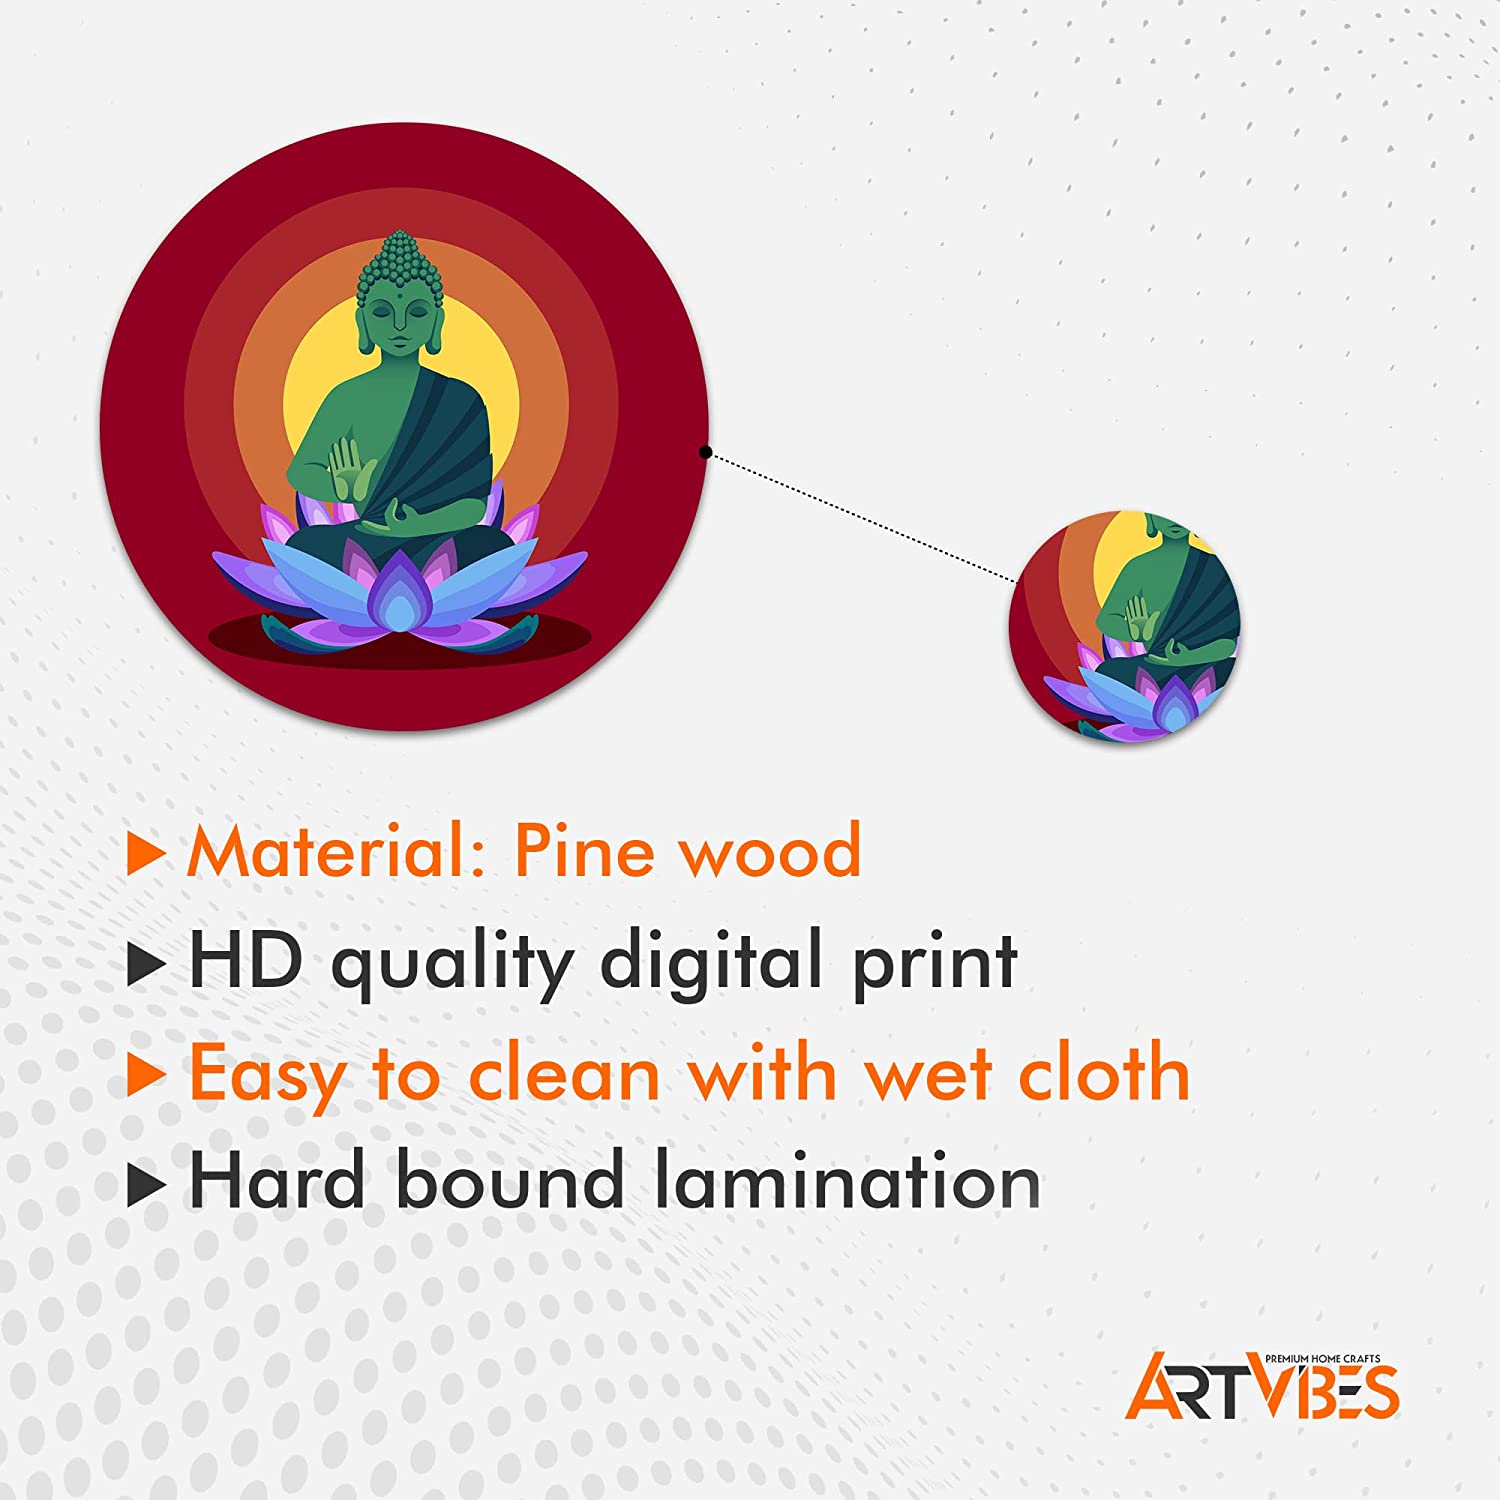 Material: Pine wood
HD quality digital print
Easy to clean with wet cloth
Hard bound lamination
PREMIUM HOME CRAFTS
ARTVIBES